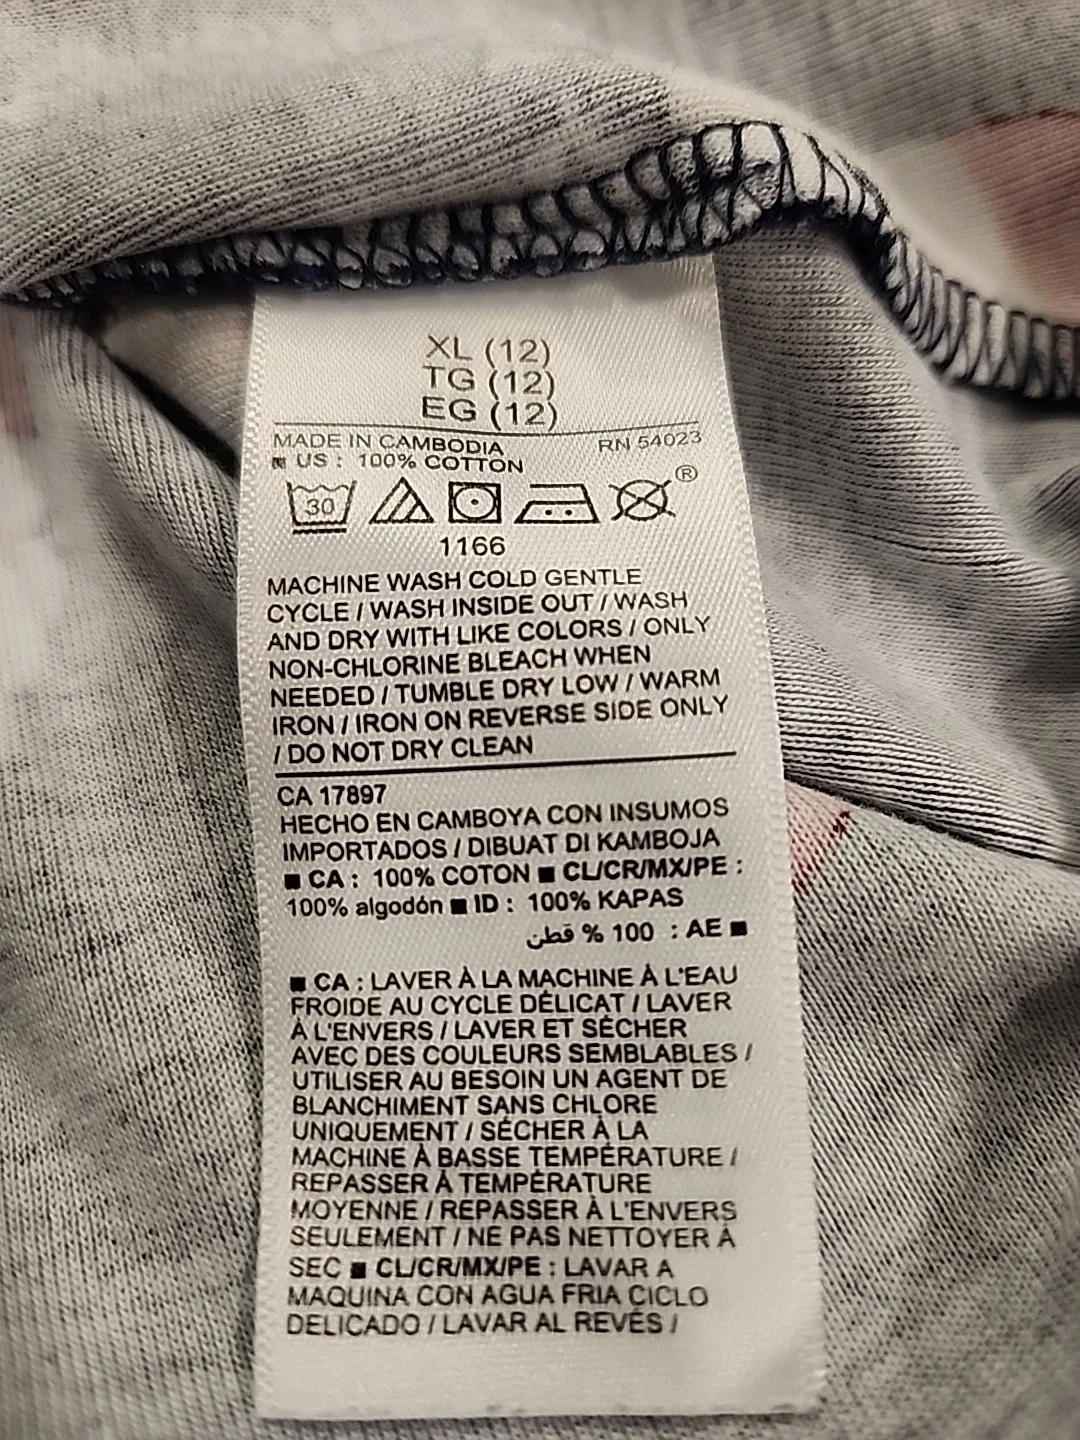 XL (12)
TG (12)
EG (12)
MADE IN CAMBODIA RN 54023
■ US : 100% COTTON
30 ®
1166
MACHINE WASH COLD GENTLE
CYCLE / WASH INSIDE OUT / WASH
AND DRY WITH LIKE COLORS / ONLY
NON-CHLORINE BLEACH WHEN
NEEDED / TUMBLE DRY LOW / WARM
IRON / IRON ON REVERSE SIDE ONLY
/ DO NOT DRY CLEAN
CA 17897
HECHO EN CAMBOYA CON INSUMOS
IMPORTADOS / DIBUAT DI KAMBOJA
■ CA : 100% COTON ■ CL/CR/MX/PE :
100% algodón ■ ID : 100% KAPAS
■ AE : 100 % قطن
■ CA : LAVER À LA MACHINE À L'EAU
FROIDE AU CYCLE DÉLICAT / LAVER
À L'ENVERS / LAVER ET SÉCHER
AVEC DES COULEURS SEMBLABLES /
UTILISER AU BESOIN UN AGENT DE
BLANCHIMENT SANS CHLORE
UNIQUEMENT / SÉCHER À LA
MACHINE À BASSE TEMPÉRATURE /
REPASSER À TEMPÉRATURE
MOYENNE / REPASSER À L'ENVERS
SEULEMENT / NE PAS NETTOYER À
SEC ■ CL/CR/MX/PE : LAVAR A
MAQUINA CON AGUA FRIA CICLO
DELICADO / LAVAR AL REVÉS /